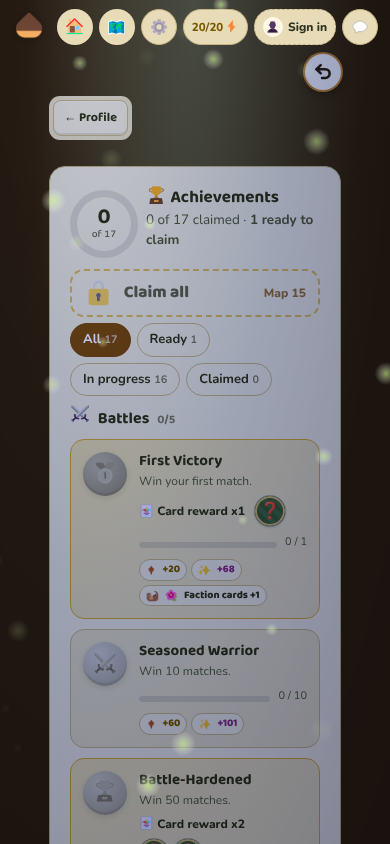 20/20
Sign in
← Profile
0
of 17
Achievements
0 of 17 claimed · 1 ready to
claim
Claim all
Map 15
All 17
Ready 1
In progress 16
Claimed 0
Battles 0/5
First Victory
Win your first match.
Card reward x1
?
0 / 1
+20
+68
Faction cards +1
Seasoned Warrior
Win 10 matches.
0 / 10
+60
+101
Battle-Hardened
Win 50 matches.
Card reward x2